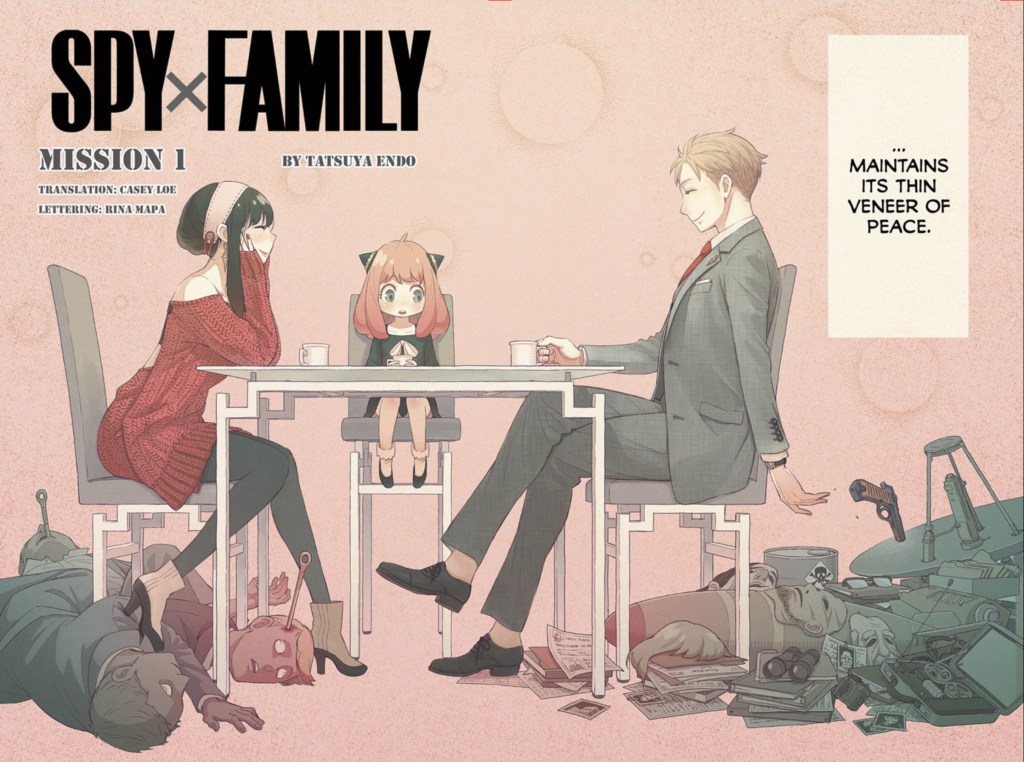 SPY×FAMILY
MISSION 1
BY TATSUYA ENDO
TRANSLATION: CASEY LOE
LETTERING: RINA MAPA
...
MAINTAINS
ITS THIN
VENEER OF
PEACE.